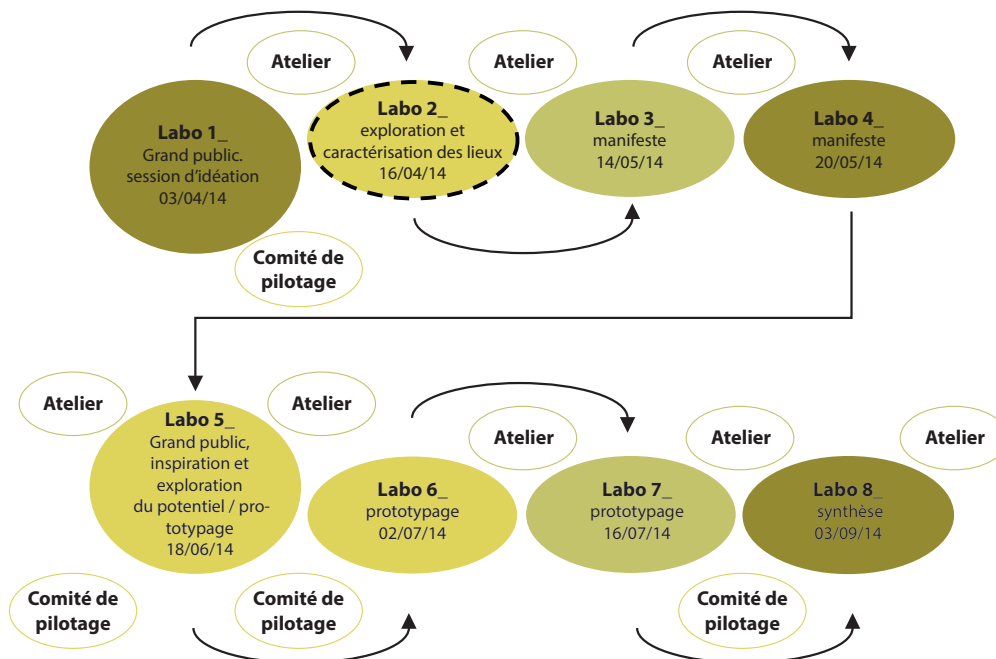 Atelier
Atelier
Atelier
Labo 1_
Grand public.
session d'idéation
03/04/14
Labo 2_
exploration et
caractérisation des lieux
16/04/14
Labo 3_
manifeste
14/05/14
Labo 4_
manifeste
20/05/14
Comité de
pilotage
Atelier
Atelier
Atelier
Atelier
Atelier
Labo 5_
Grand public,
inspiration et
exploration
du potentiel / pro-
totypage
18/06/14
Labo 6_
prototypage
02/07/14
Labo 7_
prototypage
16/07/14
Labo 8_
synthèse
03/09/14
Comité de
pilotage
Comité de
pilotage
Comité de
pilotage